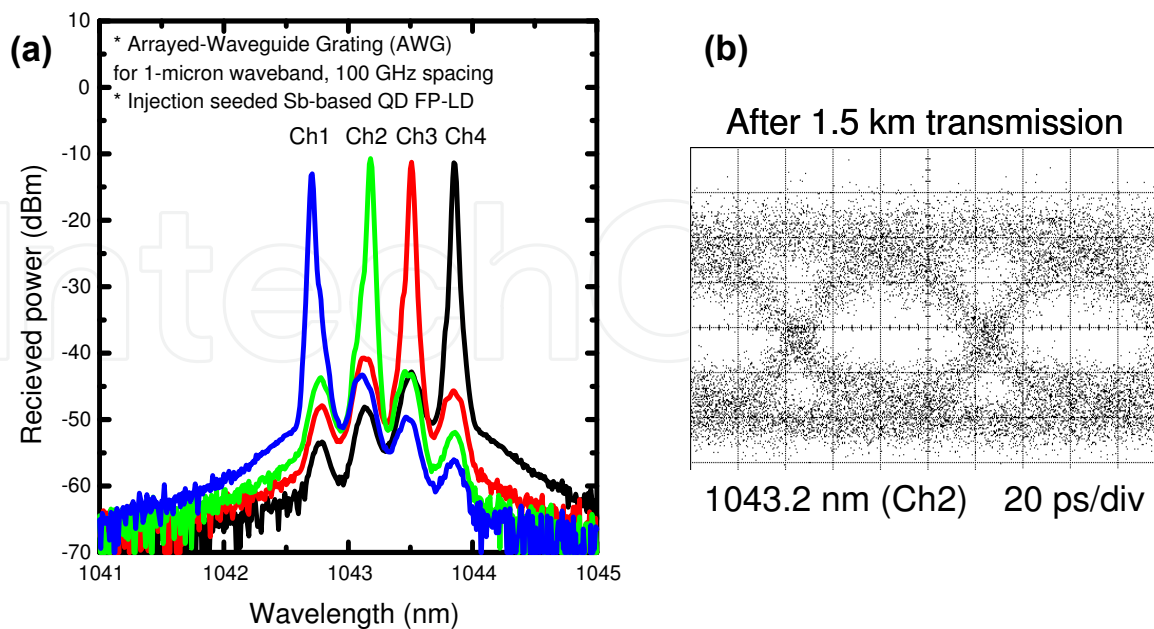 (a)
* Arrayed-Waveguide Grating (AWG)
for 1-micron waveband, 100 GHz spacing
* Injection seeded Sb-based QD FP-LD
Ch1 Ch2 Ch3 Ch4
10
0
-10
-20
-30
-40
-50
-60
-70
Recieved power (dBm)
1041 1042 1043 1044 1045
Wavelength (nm)
(b)
After 1.5 km transmission
1043.2 nm (Ch2) 20 ps/div